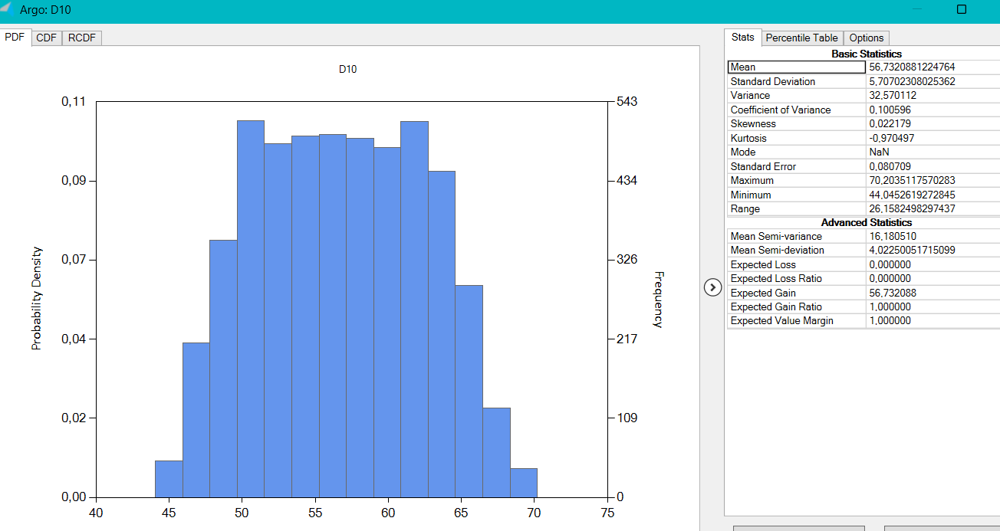 Argo: D10
PDF CDF RCDF
D10
0,11
0,09
0,07
0,04
0,02
0,00
Probability Density
543
434
326
217
109
0
Frequency
40 45 50 55 60 65 70 75
Stats Percentile Table Options
Basic Statistics
Mean 56,7320881224764
Standard Deviation 5,70702308025362
Variance 32,570112
Coefficient of Variance 0,100596
Skewness 0,022179
Kurtosis -0,970497
Mode NaN
Standard Error 0,080709
Maximum 70,2035117570283
Minimum 44,0452619272845
Range 26,1582498297437
Advanced Statistics
Mean Semi-variance 16,180510
Mean Semi-deviation 4,02250051715099
Expected Loss 0,000000
Expected Loss Ratio 0,000000
Expected Gain 56,732088
Expected Gain Ratio 1,000000
Expected Value Margin 1,000000